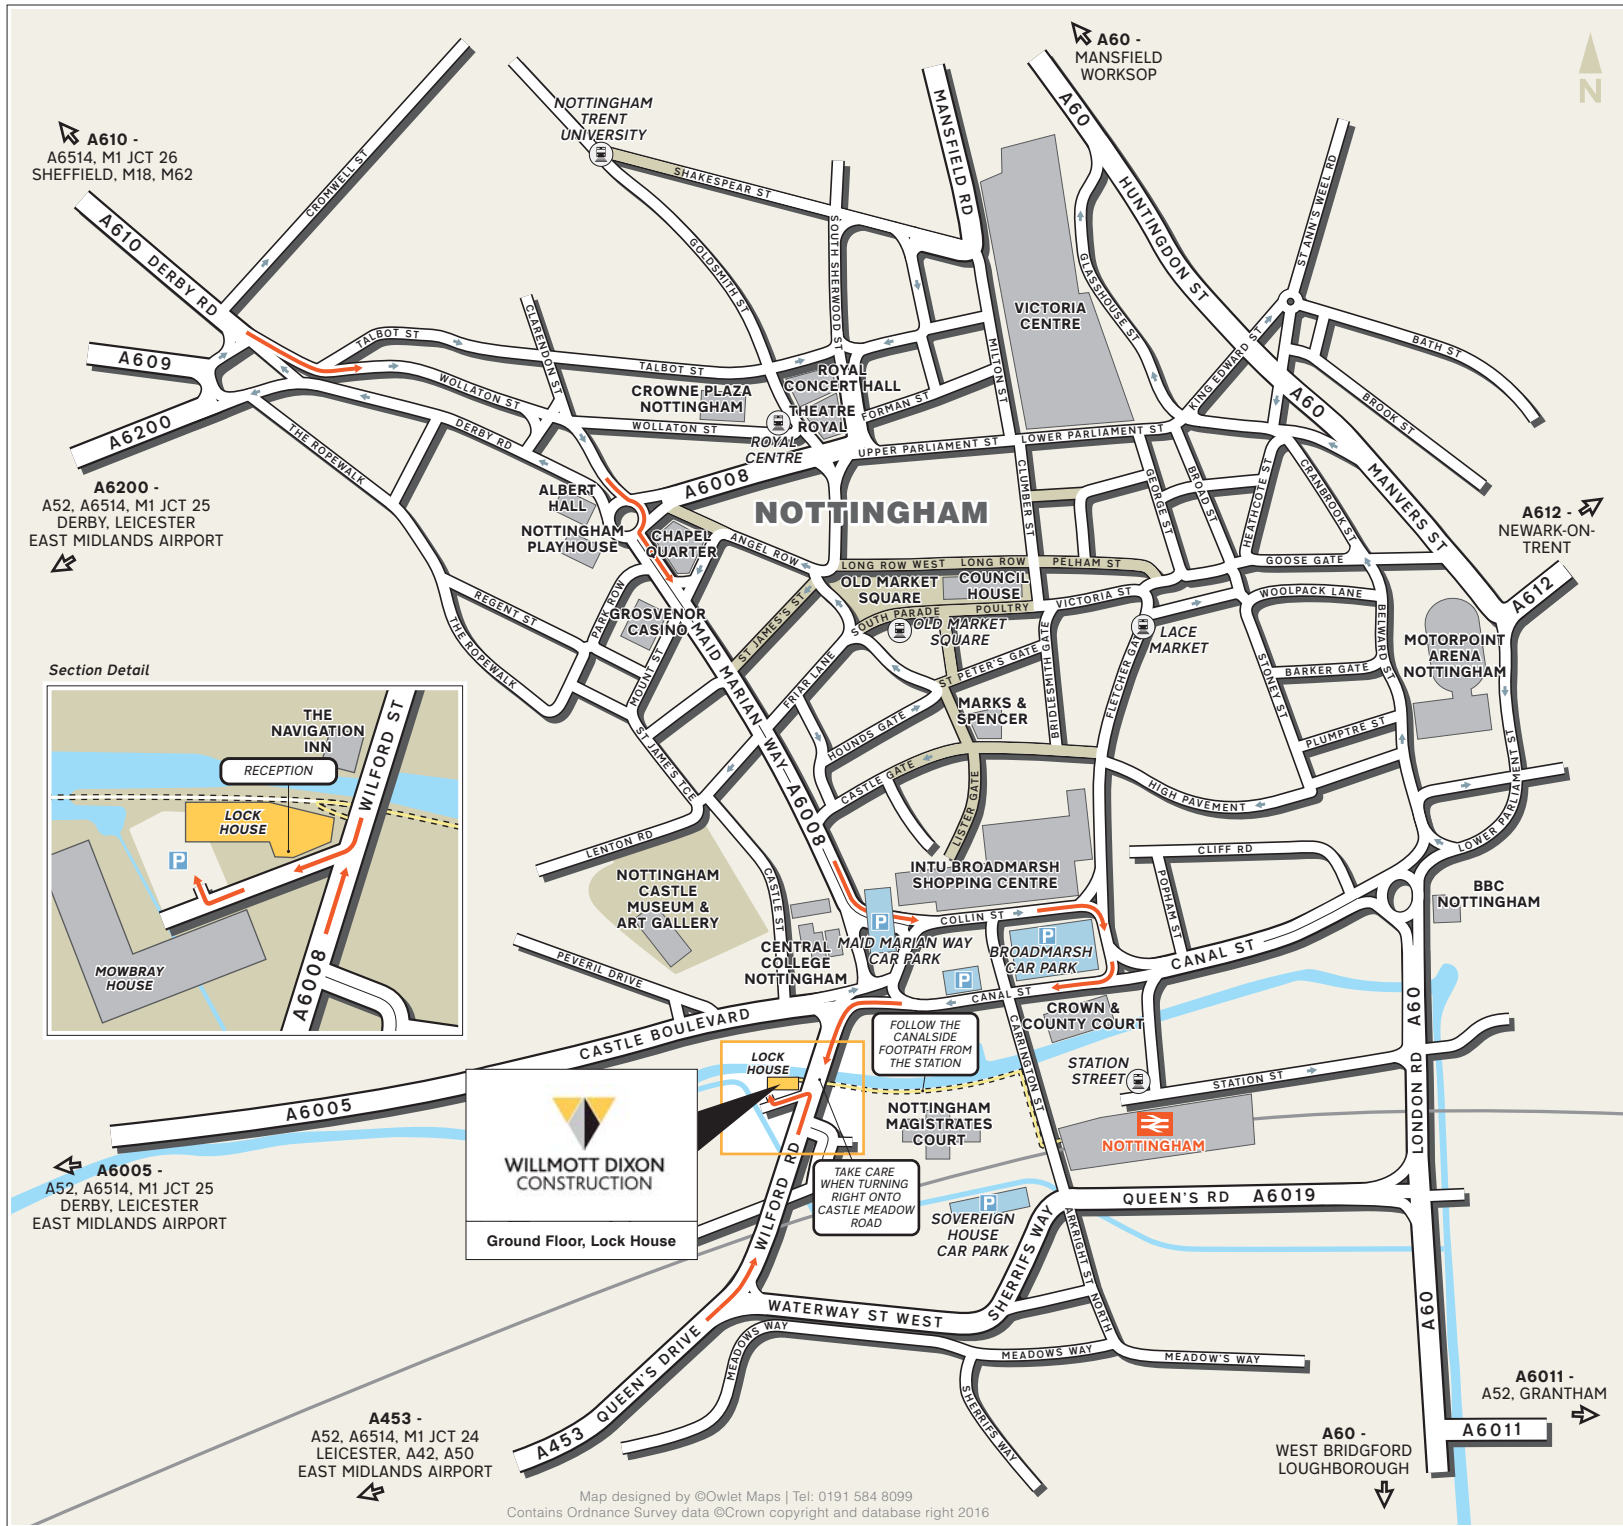 A60 -
MANSFIELD
WORKSOP
N
A610 -
A6514, M1 JCT 26
SHEFFIELD, M18, M62
NOTTINGHAM
TRENT
UNIVERSITY
CROMWELL ST
SHAKESPEAR ST
MANSFIELD RD
A60
HUNTINGDON ST
ST ANN'S WEEL RD
A610 DERBY RD
GOLDSMITH ST
SOUTH SHERWOOD ST
GLASSHOUSE ST
VICTORIA
CENTRE
MILTON ST
KING EDWARD ST
BATH ST
BROOK ST
A609
A6200
TALBOT ST
TALBOT ST
CLARENDON ST
WOLLATON ST
WOLLATON ST
DERBY RD
THE ROPEWALK
CROWNE PLAZA
NOTTINGHAM
ROYAL
CONCERT HALL
THEATRE
ROYAL
FORMAN ST
ROYAL
CENTRE
UPPER PARLIAMENT ST
LOWER PARLIAMENT ST
A60
MANVERS ST
A6200 -
A52, A6514, M1 JCT 25
DERBY, LEICESTER
EAST MIDLANDS AIRPORT
A6008
NOTTINGHAM
ALBERT
HALL
NOTTINGHAM
PLAYHOUSE
CHAPEL
QUARTER
ANGEL ROW
CLUMBER ST
GEORGE ST
BROAD ST
HEATHCOTE ST
CRANBROOK ST
A612 -
NEWARK-ON-
TRENT
A612
LONG ROW WEST
LONG ROW
PELHAM ST
GOOSE GATE
OLD MARKET
SQUARE
COUNCIL
HOUSE
SOUTH PARADE
POULTRY
VICTORIA ST
WOOLPACK LANE
OLD MARKET
SQUARE
LACE
MARKET
REGENT ST
PARK ROW
GROSVENOR
CASINO
ST JAMES'S ST
THE ROPEWALK
MOUNT ST
MAID MARIAN WAY A6008
FRIAR LANE
ST PETER'S GATE
BRIDLESMITH GATE
FLETCHER GATE
STONEY ST
BARKER GATE
BELWARD ST
MOTORPOINT
ARENA
NOTTINGHAM
PLUMPTRE ST
MARKS &
SPENCER
HOUNDS GATE
CASTLE GATE
LISTER GATE
HIGH PAVEMENT
LOWER PARLIAMENT ST
ST JAME'S TCE
LENTON RD
Section Detail
THE
NAVIGATION
INN
RECEPTION
LOCK
HOUSE
WILFORD ST
P
MOWBRAY
HOUSE
A6008
NOTTINGHAM
CASTLE
MUSEUM &
ART GALLERY
CASTLE ST
INTU BROADMARSH
SHOPPING CENTRE
CLIFF RD
POPHAM ST
BBC
NOTTINGHAM
P
COLLIN ST
MAID MARIAN WAY
CAR PARK
P
BROADMARSH
CAR PARK
P
CENTRAL
COLLEGE
NOTTINGHAM
PEVERIL DRIVE
CANAL ST
CANAL ST
CASTLE BOULEVARD
CROWN &
COUNTY COURT
FOLLOW THE
CANALSIDE
FOOTPATH FROM
THE STATION
CARRINGTON ST
STATION
STREET
STATION ST
LONDON RD
A60
LOCK
HOUSE
A6005
WILLMOTT DIXON
CONSTRUCTION
Ground Floor, Lock House
NOTTINGHAM
MAGISTRATES
COURT
NOTTINGHAM
TAKE CARE
WHEN TURNING
RIGHT ONTO
CASTLE MEADOW
ROAD
WILFORD RD
P
SOVEREIGN
HOUSE
CAR PARK
QUEEN'S RD A6019
SHERRIFS WAY
ARKRIGHT ST NORTH
A6005 -
A52, A6514, M1 JCT 25
DERBY, LEICESTER
EAST MIDLANDS AIRPORT
WATERWAY ST WEST
QUEEN'S DRIVE
A453
MEADOWS WAY
MEADOWS WAY
MEADOW'S WAY
SHERRIFS WAY
A60
A6011 -
A52, GRANTHAM
A6011
A453 -
A52, A6514, M1 JCT 24
LEICESTER, A42, A50
EAST MIDLANDS AIRPORT
A60 -
WEST BRIDGFORD
LOUGHBOROUGH
Map designed by ©Owlet Maps | Tel: 0191 584 8099
Contains Ordnance Survey data ©Crown copyright and database right 2016